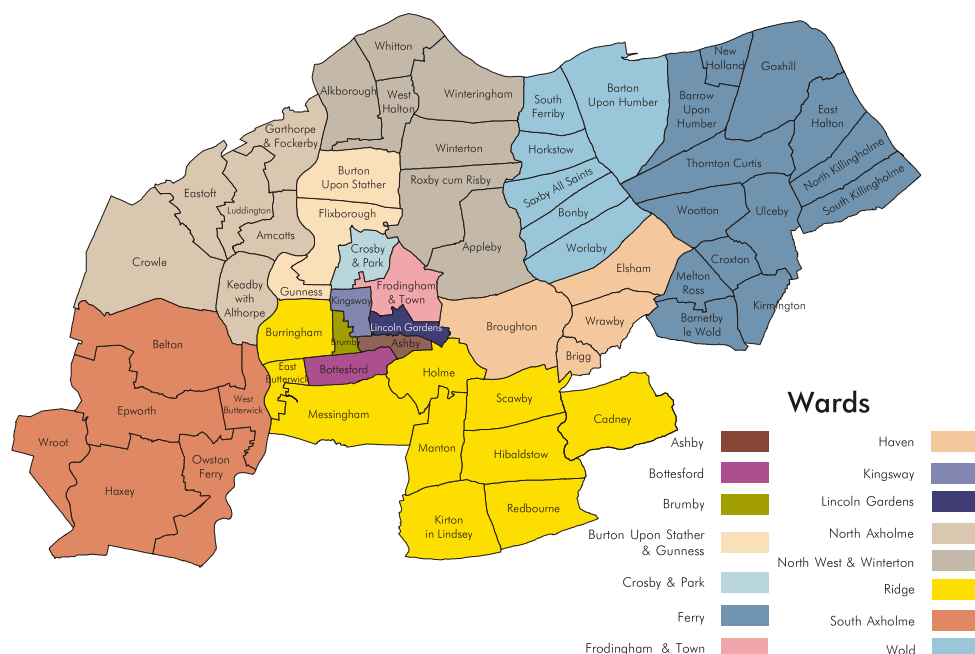 Whitton
New
Holland
Goxhill
Alkborough
West
Halton
Winteringham
South
Ferriby
Barton
Upon Humber
Barrow
Upon
Humber
East
Halton
Garthorpe
& Fockerby
Winterton
Horkstow
Thornton Curtis
North Killingholme
South Killingholme
Burton
Upon Stather
Roxby cum Risby
Saxby All Saints
Eastoft
Luddington
Flixborough
Bonby
Wootton
Ulceby
Amcotts
Crosby
& Park
Appleby
Worlaby
Crowle
Elsham
Croxton
Melton
Ross
Keadby
with
Althorpe
Gunness
Kingsway
Frodingham
& Town
Kirmington
Barnetby
le Wold
Belton
Burringham
Brumby
Lincoln Gardens
Ashby
Broughton
Wrawby
Brigg
East
Butterwick
Bottesford
Holme
Epworth
West
Butterwick
Messingham
Scawby
Cadney
Wroot
Manton
Hibaldstow
Owston
Ferry
Haxey
Kirton
in Lindsey
Redbourne
Wards
Ashby
Bottesford
Brumby
Burton Upon Stather
& Gunness
Crosby & Park
Ferry
Frodingham & Town
Haven
Kingsway
Lincoln Gardens
North Axholme
North West & Winterton
Ridge
South Axholme
Wold